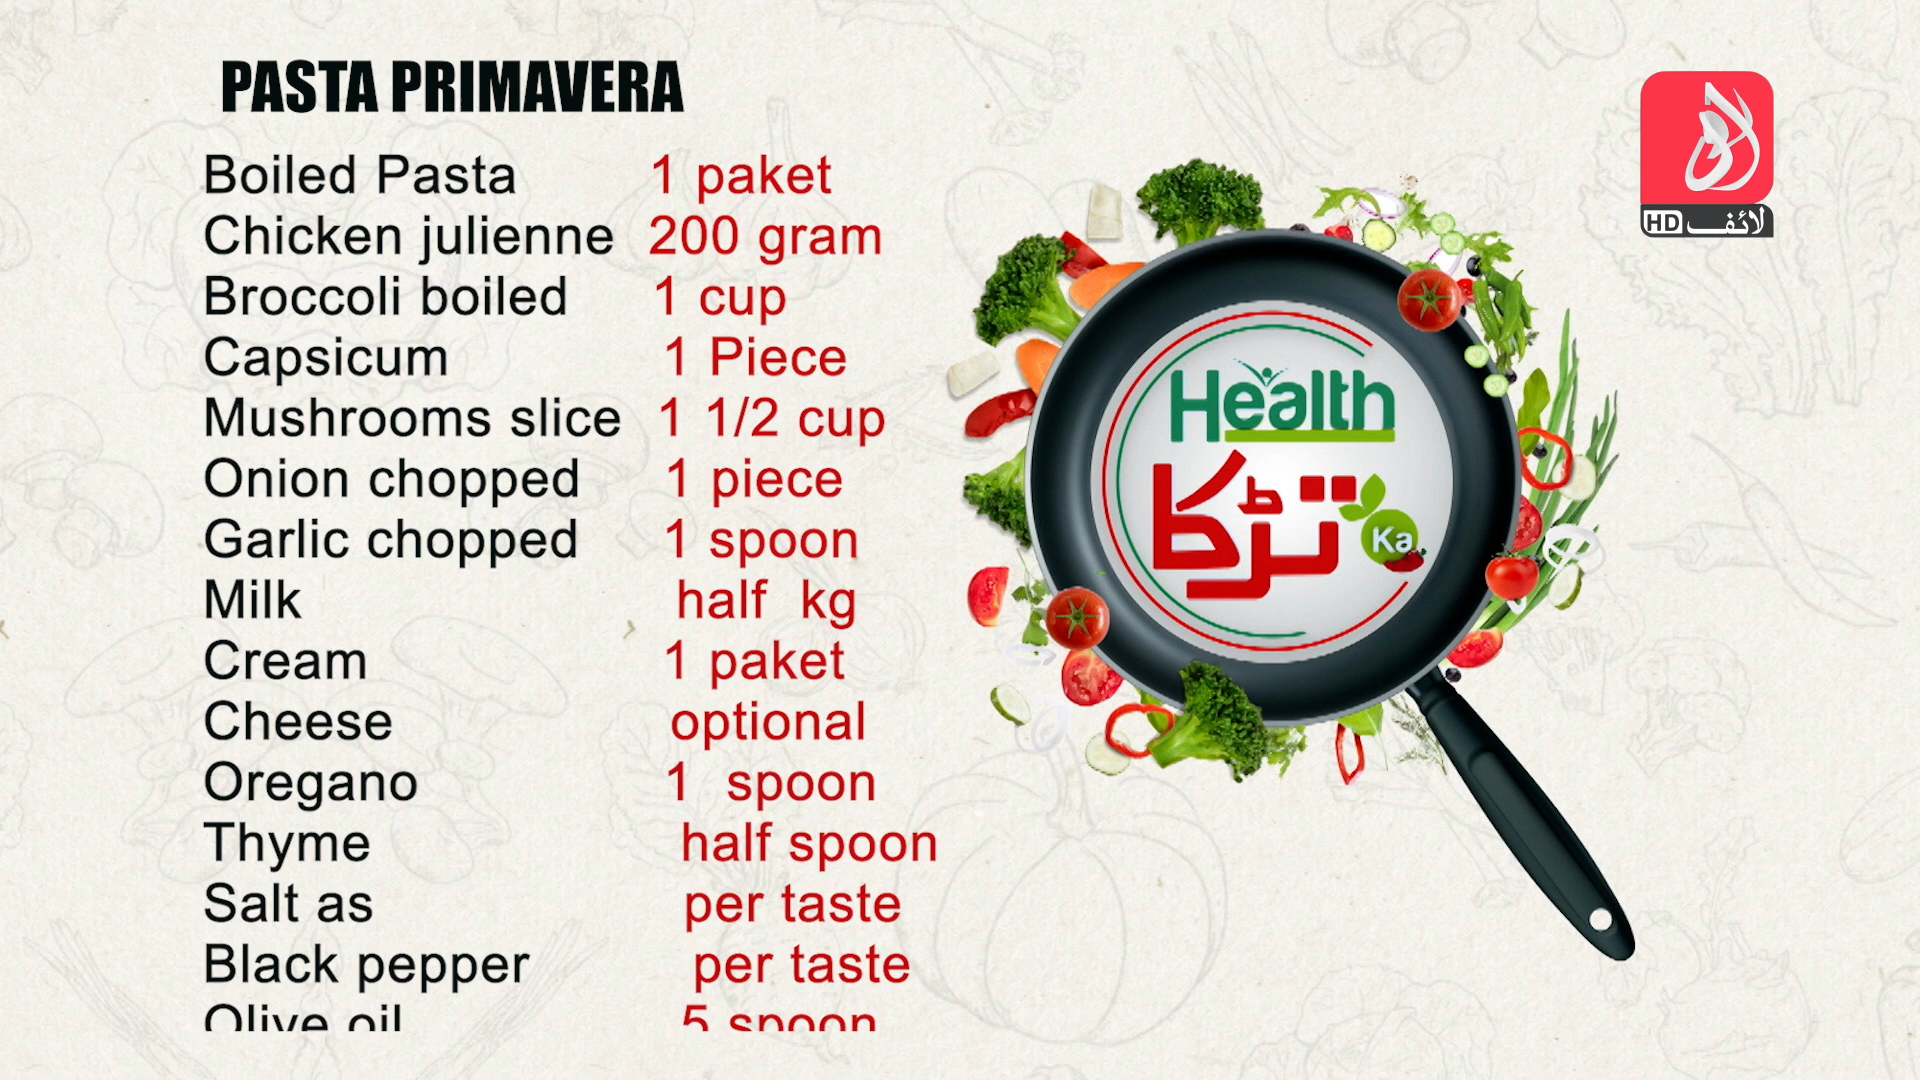 PASTA PRIMAVERA
Boiled Pasta 1 paket
Chicken julienne 200 gram
Broccoli boiled 1 cup
Capsicum 1 Piece
Mushrooms slice 1 1/2 cup
Onion chopped 1 piece
Garlic chopped 1 spoon
Milk half kg
Cream 1 paket
Cheese optional
Oregano 1 spoon
Thyme half spoon
Salt as per taste
Black pepper per taste
Olive oil 5 spoon
Health
Ka تڑکا
HD لائف